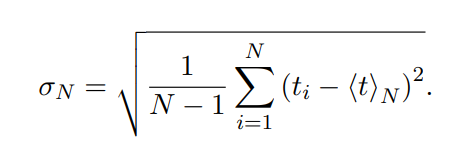 σ_N = √( 1/(N − 1) ∑_{i=1}^{N} (t_i − ⟨t⟩_N)² ).